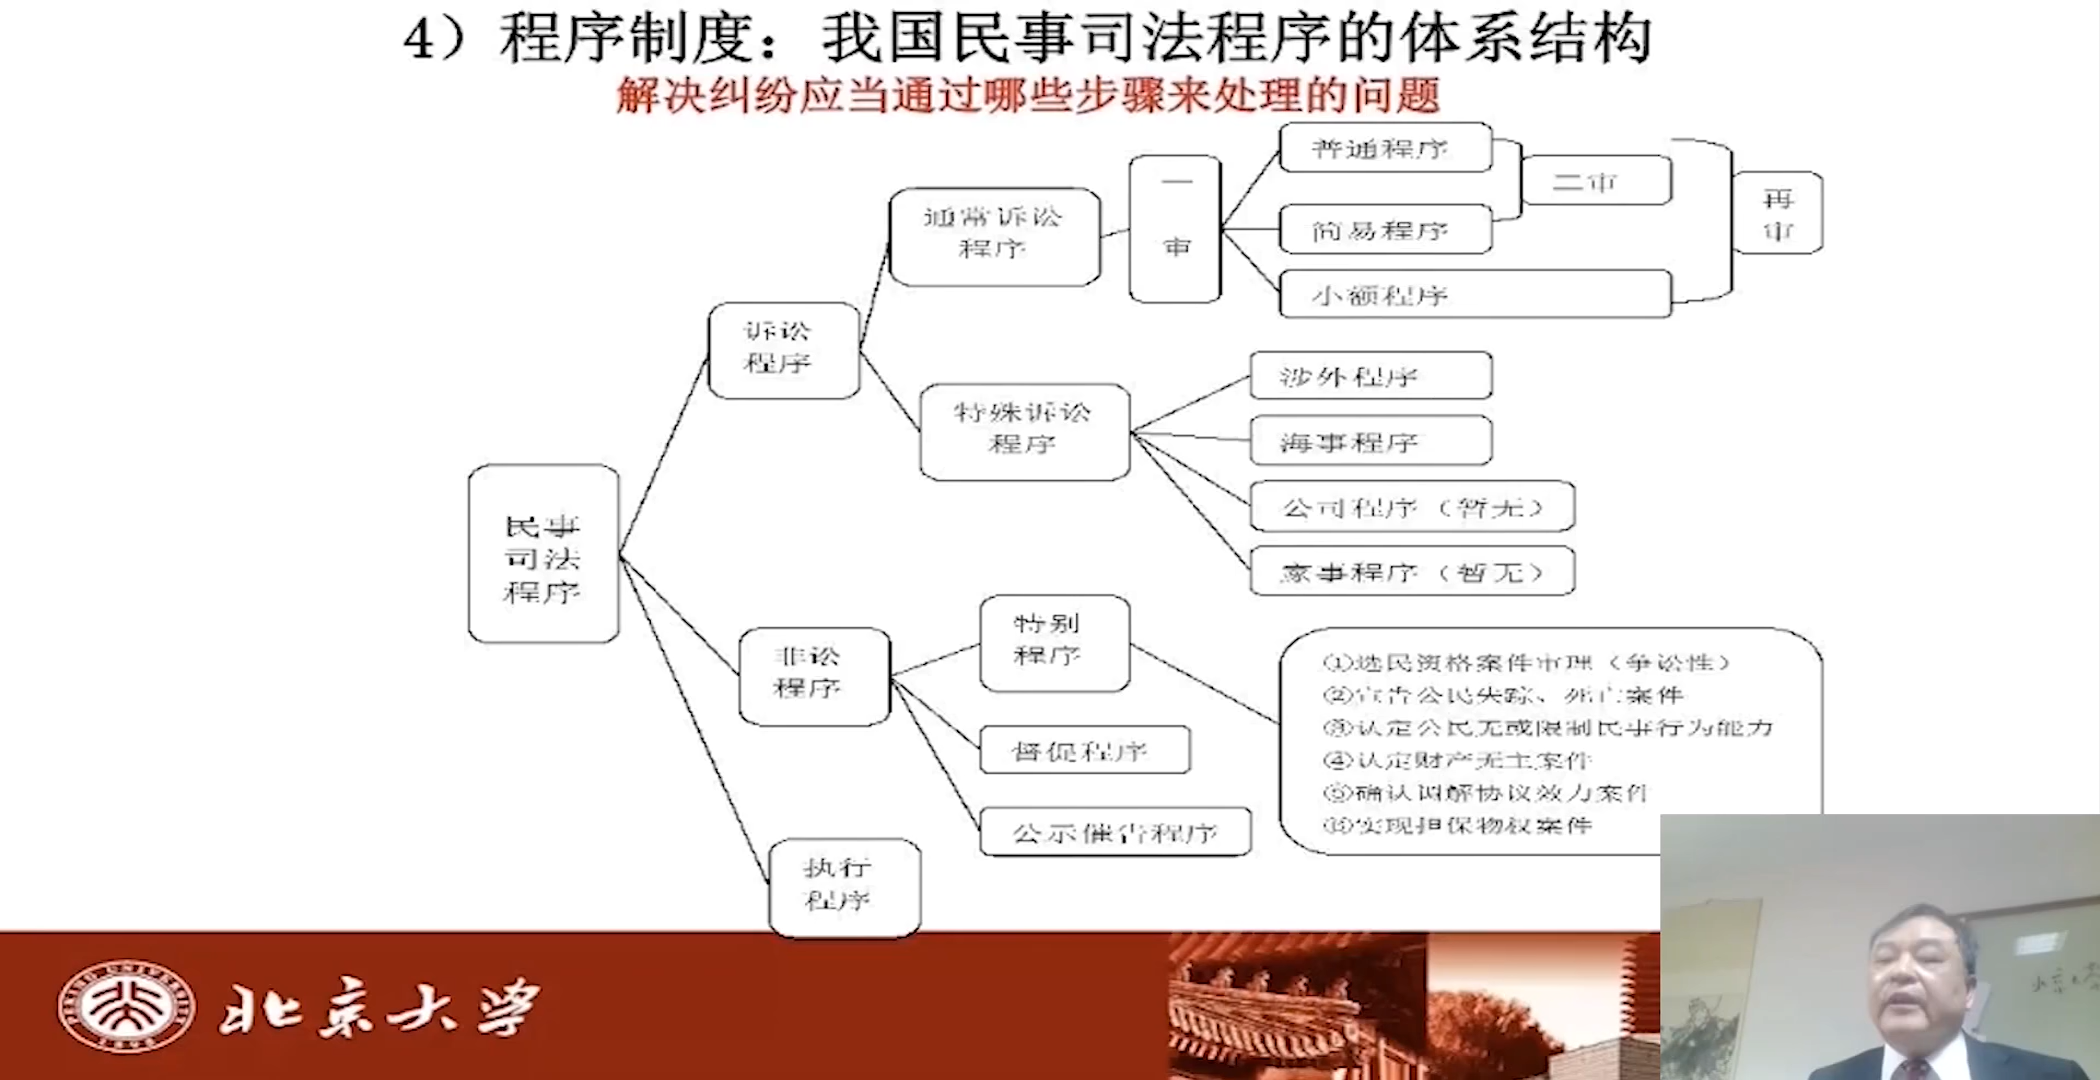 4）程序制度：我国民事司法程序的体系结构
解决纠纷应当通过哪些步骤来处理的问题
民事
司法
程序
诉讼
程序
通常诉讼
程序
一
审
普通程序
简易程序
小额程序
二审
再
审
特殊诉讼
程序
涉外程序
海事程序
公司程序（暂无）
家事程序（暂无）
非讼
程序
特别
程序
①选民资格案件审理（争讼性）
②宣告公民失踪、死亡案件
③认定公民无或限制民事行为能力
④认定财产无主案件
⑤确认调解协议效力案件
⑥实现担保物权案件
督促程序
公示催告程序
执行
程序
PEKING UNIVERSITY
1898
北京大学
北京大